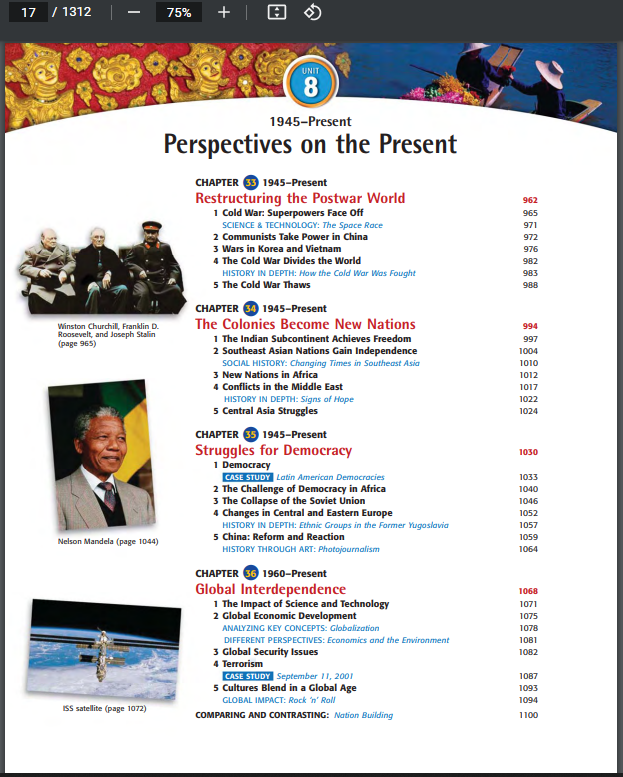 17 / 1312 — 75% +
UNIT
8
1945–Present
Perspectives on the Present
CHAPTER 33 1945–Present
Restructuring the Postwar World 962
1 Cold War: Superpowers Face Off 965
SCIENCE & TECHNOLOGY: The Space Race 971
2 Communists Take Power in China 972
3 Wars in Korea and Vietnam 976
4 The Cold War Divides the World 982
HISTORY IN DEPTH: How the Cold War Was Fought 983
5 The Cold War Thaws 988
Winston Churchill, Franklin D.
Roosevelt, and Joseph Stalin
(page 965)
CHAPTER 34 1945–Present
The Colonies Become New Nations 994
1 The Indian Subcontinent Achieves Freedom 997
2 Southeast Asian Nations Gain Independence 1004
SOCIAL HISTORY: Changing Times in Southeast Asia 1010
3 New Nations in Africa 1012
4 Conflicts in the Middle East 1017
HISTORY IN DEPTH: Signs of Hope 1022
5 Central Asia Struggles 1024
CHAPTER 35 1945–Present
Struggles for Democracy 1030
1 Democracy
CASE STUDY Latin American Democracies 1033
2 The Challenge of Democracy in Africa 1040
3 The Collapse of the Soviet Union 1046
4 Changes in Central and Eastern Europe 1052
HISTORY IN DEPTH: Ethnic Groups in the Former Yugoslavia 1057
5 China: Reform and Reaction 1059
HISTORY THROUGH ART: Photojournalism 1064
Nelson Mandela (page 1044)
CHAPTER 36 1960–Present
Global Interdependence 1068
1 The Impact of Science and Technology 1071
2 Global Economic Development 1075
ANALYZING KEY CONCEPTS: Globalization 1078
DIFFERENT PERSPECTIVES: Economics and the Environment 1081
3 Global Security Issues 1082
4 Terrorism
CASE STUDY September 11, 2001 1087
5 Cultures Blend in a Global Age 1093
GLOBAL IMPACT: Rock ‘n’ Roll 1094
ISS satellite (page 1072)
COMPARING AND CONTRASTING: Nation Building 1100